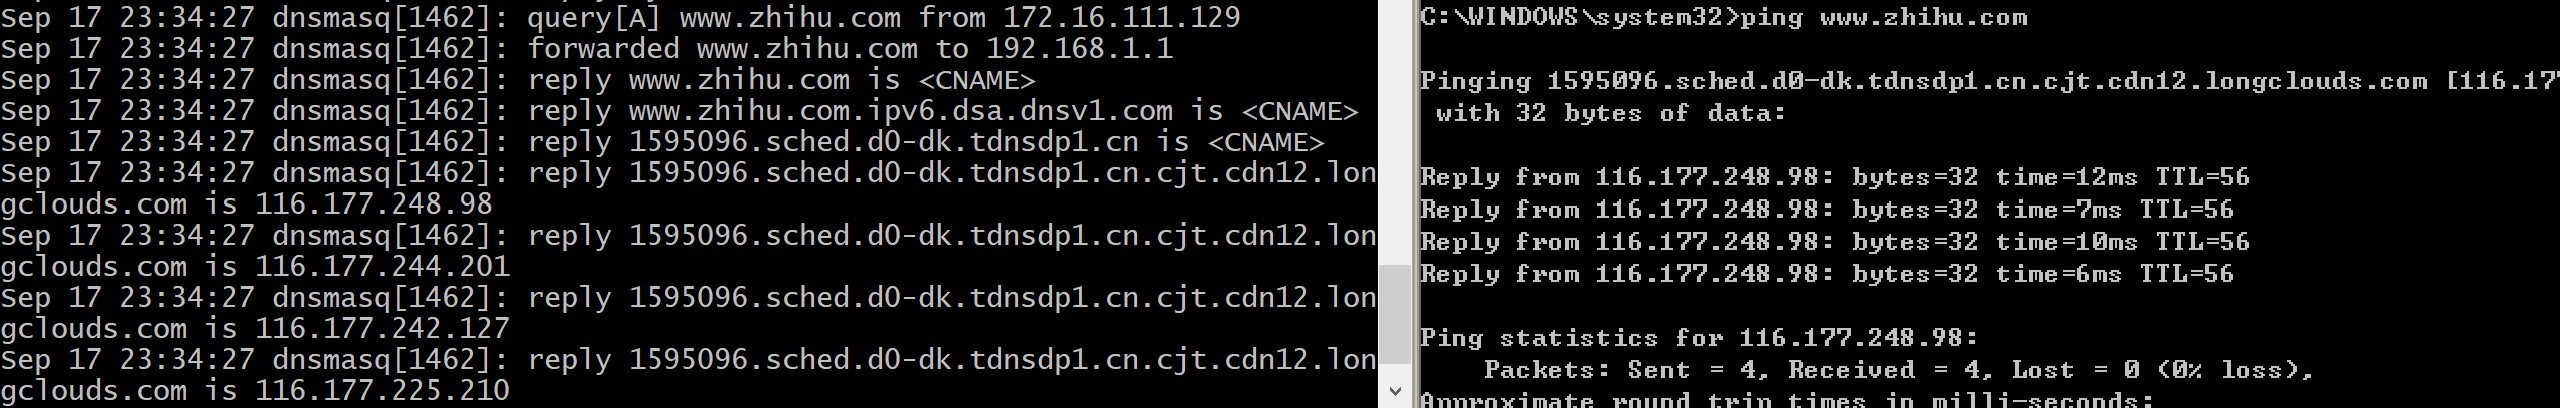 Sep 17 23:34:27 dnsmasq[1462]: query[A] www.zhihu.com from 172.16.111.129
Sep 17 23:34:27 dnsmasq[1462]: forwarded www.zhihu.com to 192.168.1.1
Sep 17 23:34:27 dnsmasq[1462]: reply www.zhihu.com is <CNAME>
Sep 17 23:34:27 dnsmasq[1462]: reply www.zhihu.com.ipv6.dsa.dnsv1.com is <CNAME>
Sep 17 23:34:27 dnsmasq[1462]: reply 1595096.sched.d0-dk.tdnsdp1.cn is <CNAME>
Sep 17 23:34:27 dnsmasq[1462]: reply 1595096.sched.d0-dk.tdnsdp1.cn.cjt.cdn12.lon
gclouds.com is 116.177.248.98
Sep 17 23:34:27 dnsmasq[1462]: reply 1595096.sched.d0-dk.tdnsdp1.cn.cjt.cdn12.lon
gclouds.com is 116.177.244.201
Sep 17 23:34:27 dnsmasq[1462]: reply 1595096.sched.d0-dk.tdnsdp1.cn.cjt.cdn12.lon
gclouds.com is 116.177.242.127
Sep 17 23:34:27 dnsmasq[1462]: reply 1595096.sched.d0-dk.tdnsdp1.cn.cjt.cdn12.lon
gclouds.com is 116.177.225.210
C:\WINDOWS\system32>ping www.zhihu.com
Pinging 1595096.sched.d0-dk.tdnsdp1.cn.cjt.cdn12.longclouds.com [116.17
with 32 bytes of data:
Reply from 116.177.248.98: bytes=32 time=12ms TTL=56
Reply from 116.177.248.98: bytes=32 time=7ms TTL=56
Reply from 116.177.248.98: bytes=32 time=10ms TTL=56
Reply from 116.177.248.98: bytes=32 time=6ms TTL=56
Ping statistics for 116.177.248.98:
Packets: Sent = 4, Received = 4, Lost = 0 (0% loss),
Approximate round trip times in milli-seconds: